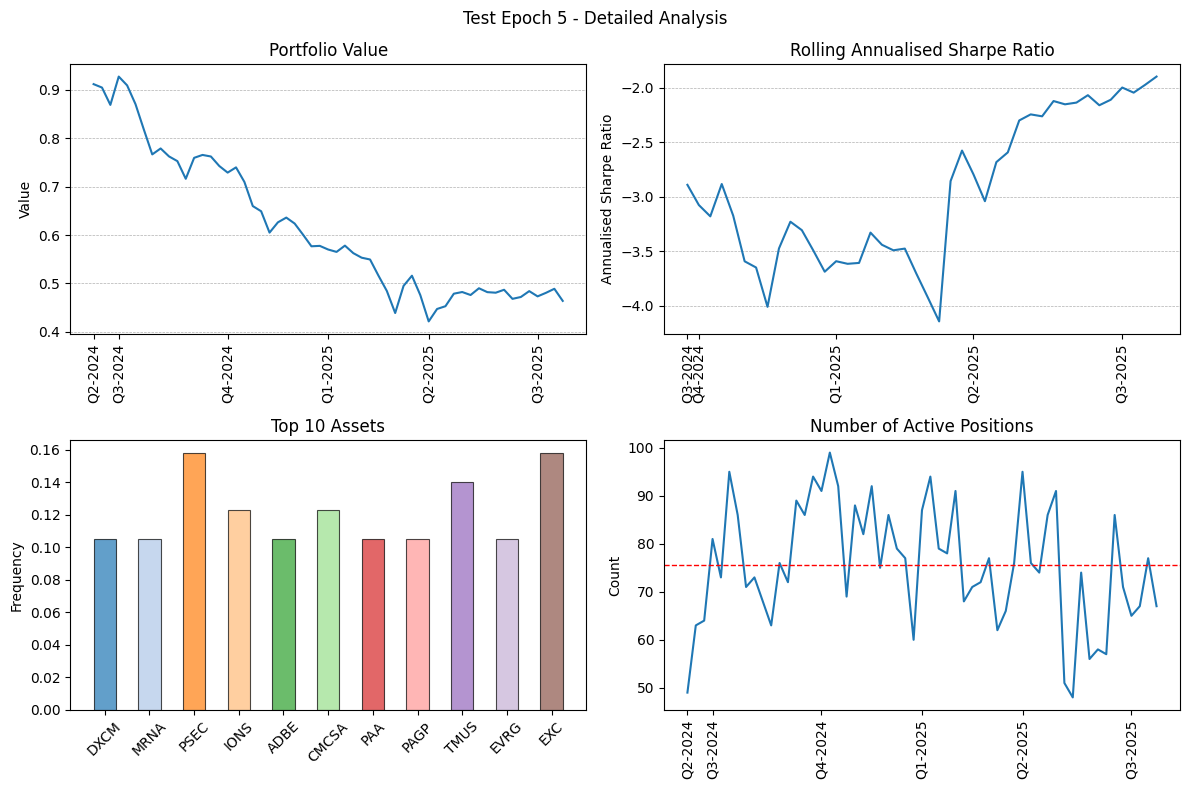 Test Epoch 5 - Detailed Analysis
Portfolio Value
Value
0.9
0.8
0.7
0.6
0.5
0.4
Q2-2024
Q3-2024
Q4-2024
Q1-2025
Q2-2025
Q3-2025
Rolling Annualised Sharpe Ratio
Annualised Sharpe Ratio
−2.0
−2.5
−3.0
−3.5
−4.0
Q3-2024
Q4-2024
Q1-2025
Q2-2025
Q3-2025
Top 10 Assets
Frequency
0.16
0.14
0.12
0.10
0.08
0.06
0.04
0.02
0.00
DXCM
MRNA
PSEC
IONS
ADBE
CMCSA
PAA
PAGP
TMUS
EVRG
EXC
Number of Active Positions
Count
100
90
80
70
60
50
Q2-2024
Q3-2024
Q4-2024
Q1-2025
Q2-2025
Q3-2025